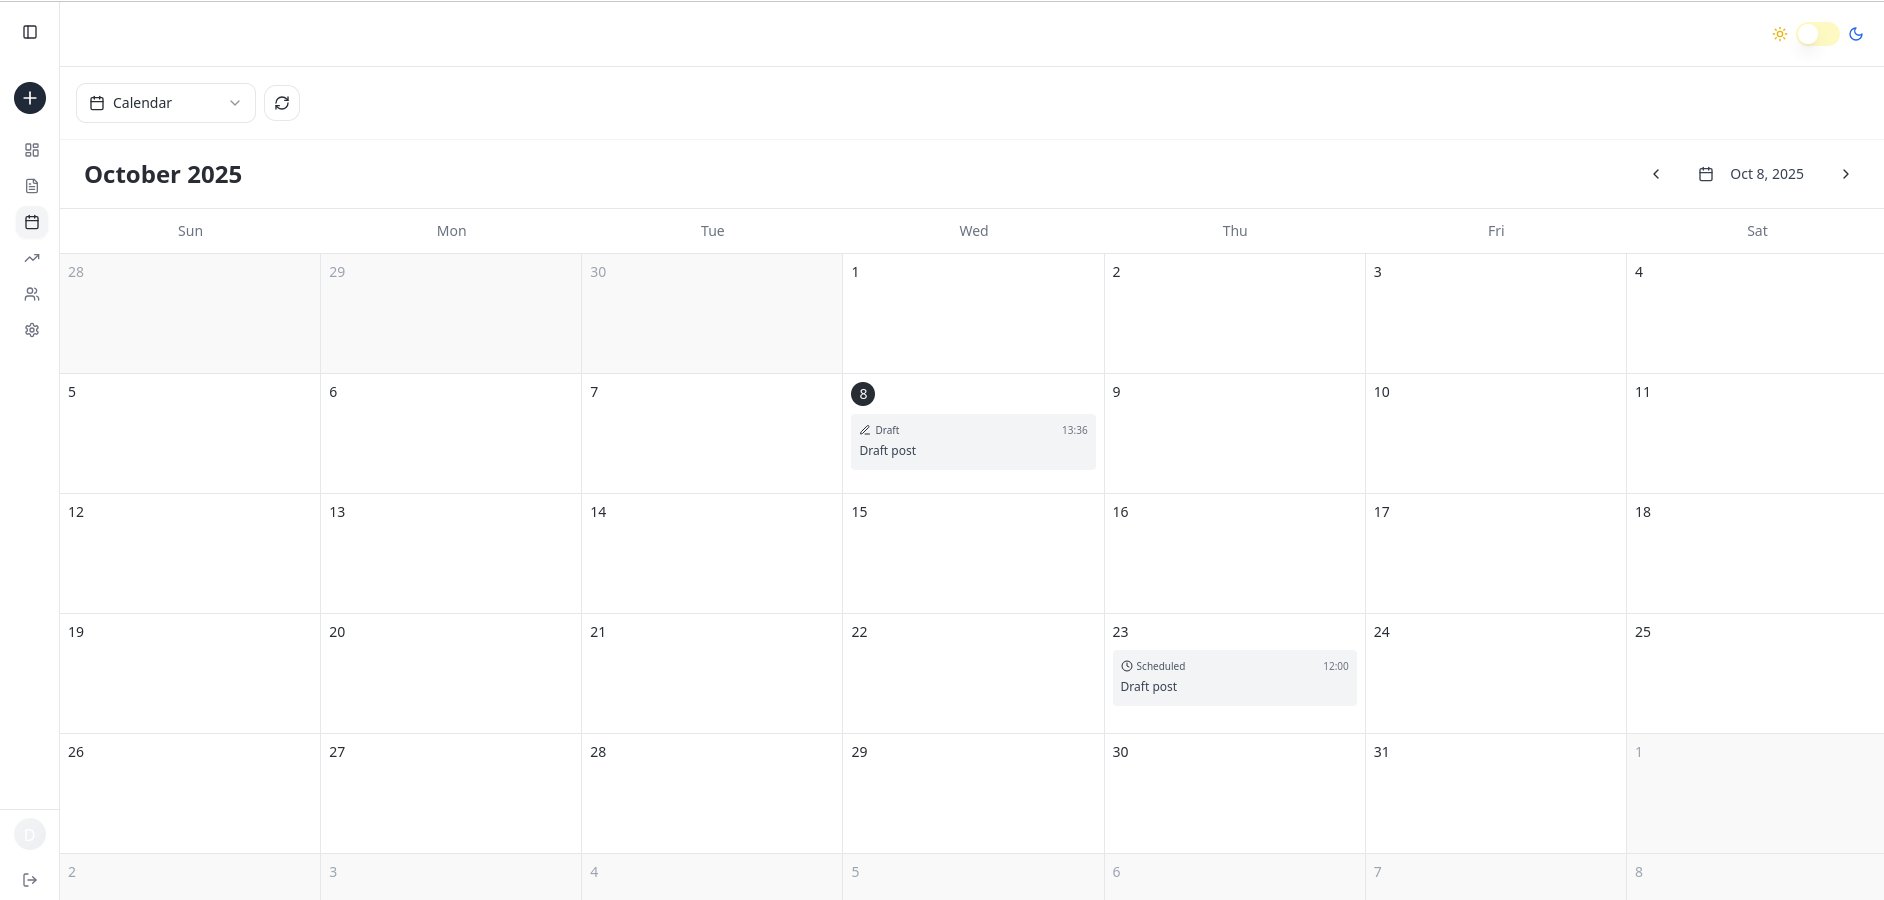 Calendar
October 2025
Oct 8, 2025
Sun Mon Tue Wed Thu Fri Sat
28 29 30 1 2 3 4
5 6 7 8 9 10 11
Draft 13:36
Draft post
12 13 14 15 16 17 18
19 20 21 22 23 24 25
Scheduled 12:00
Draft post
26 27 28 29 30 31 1
D
2 3 4 5 6 7 8